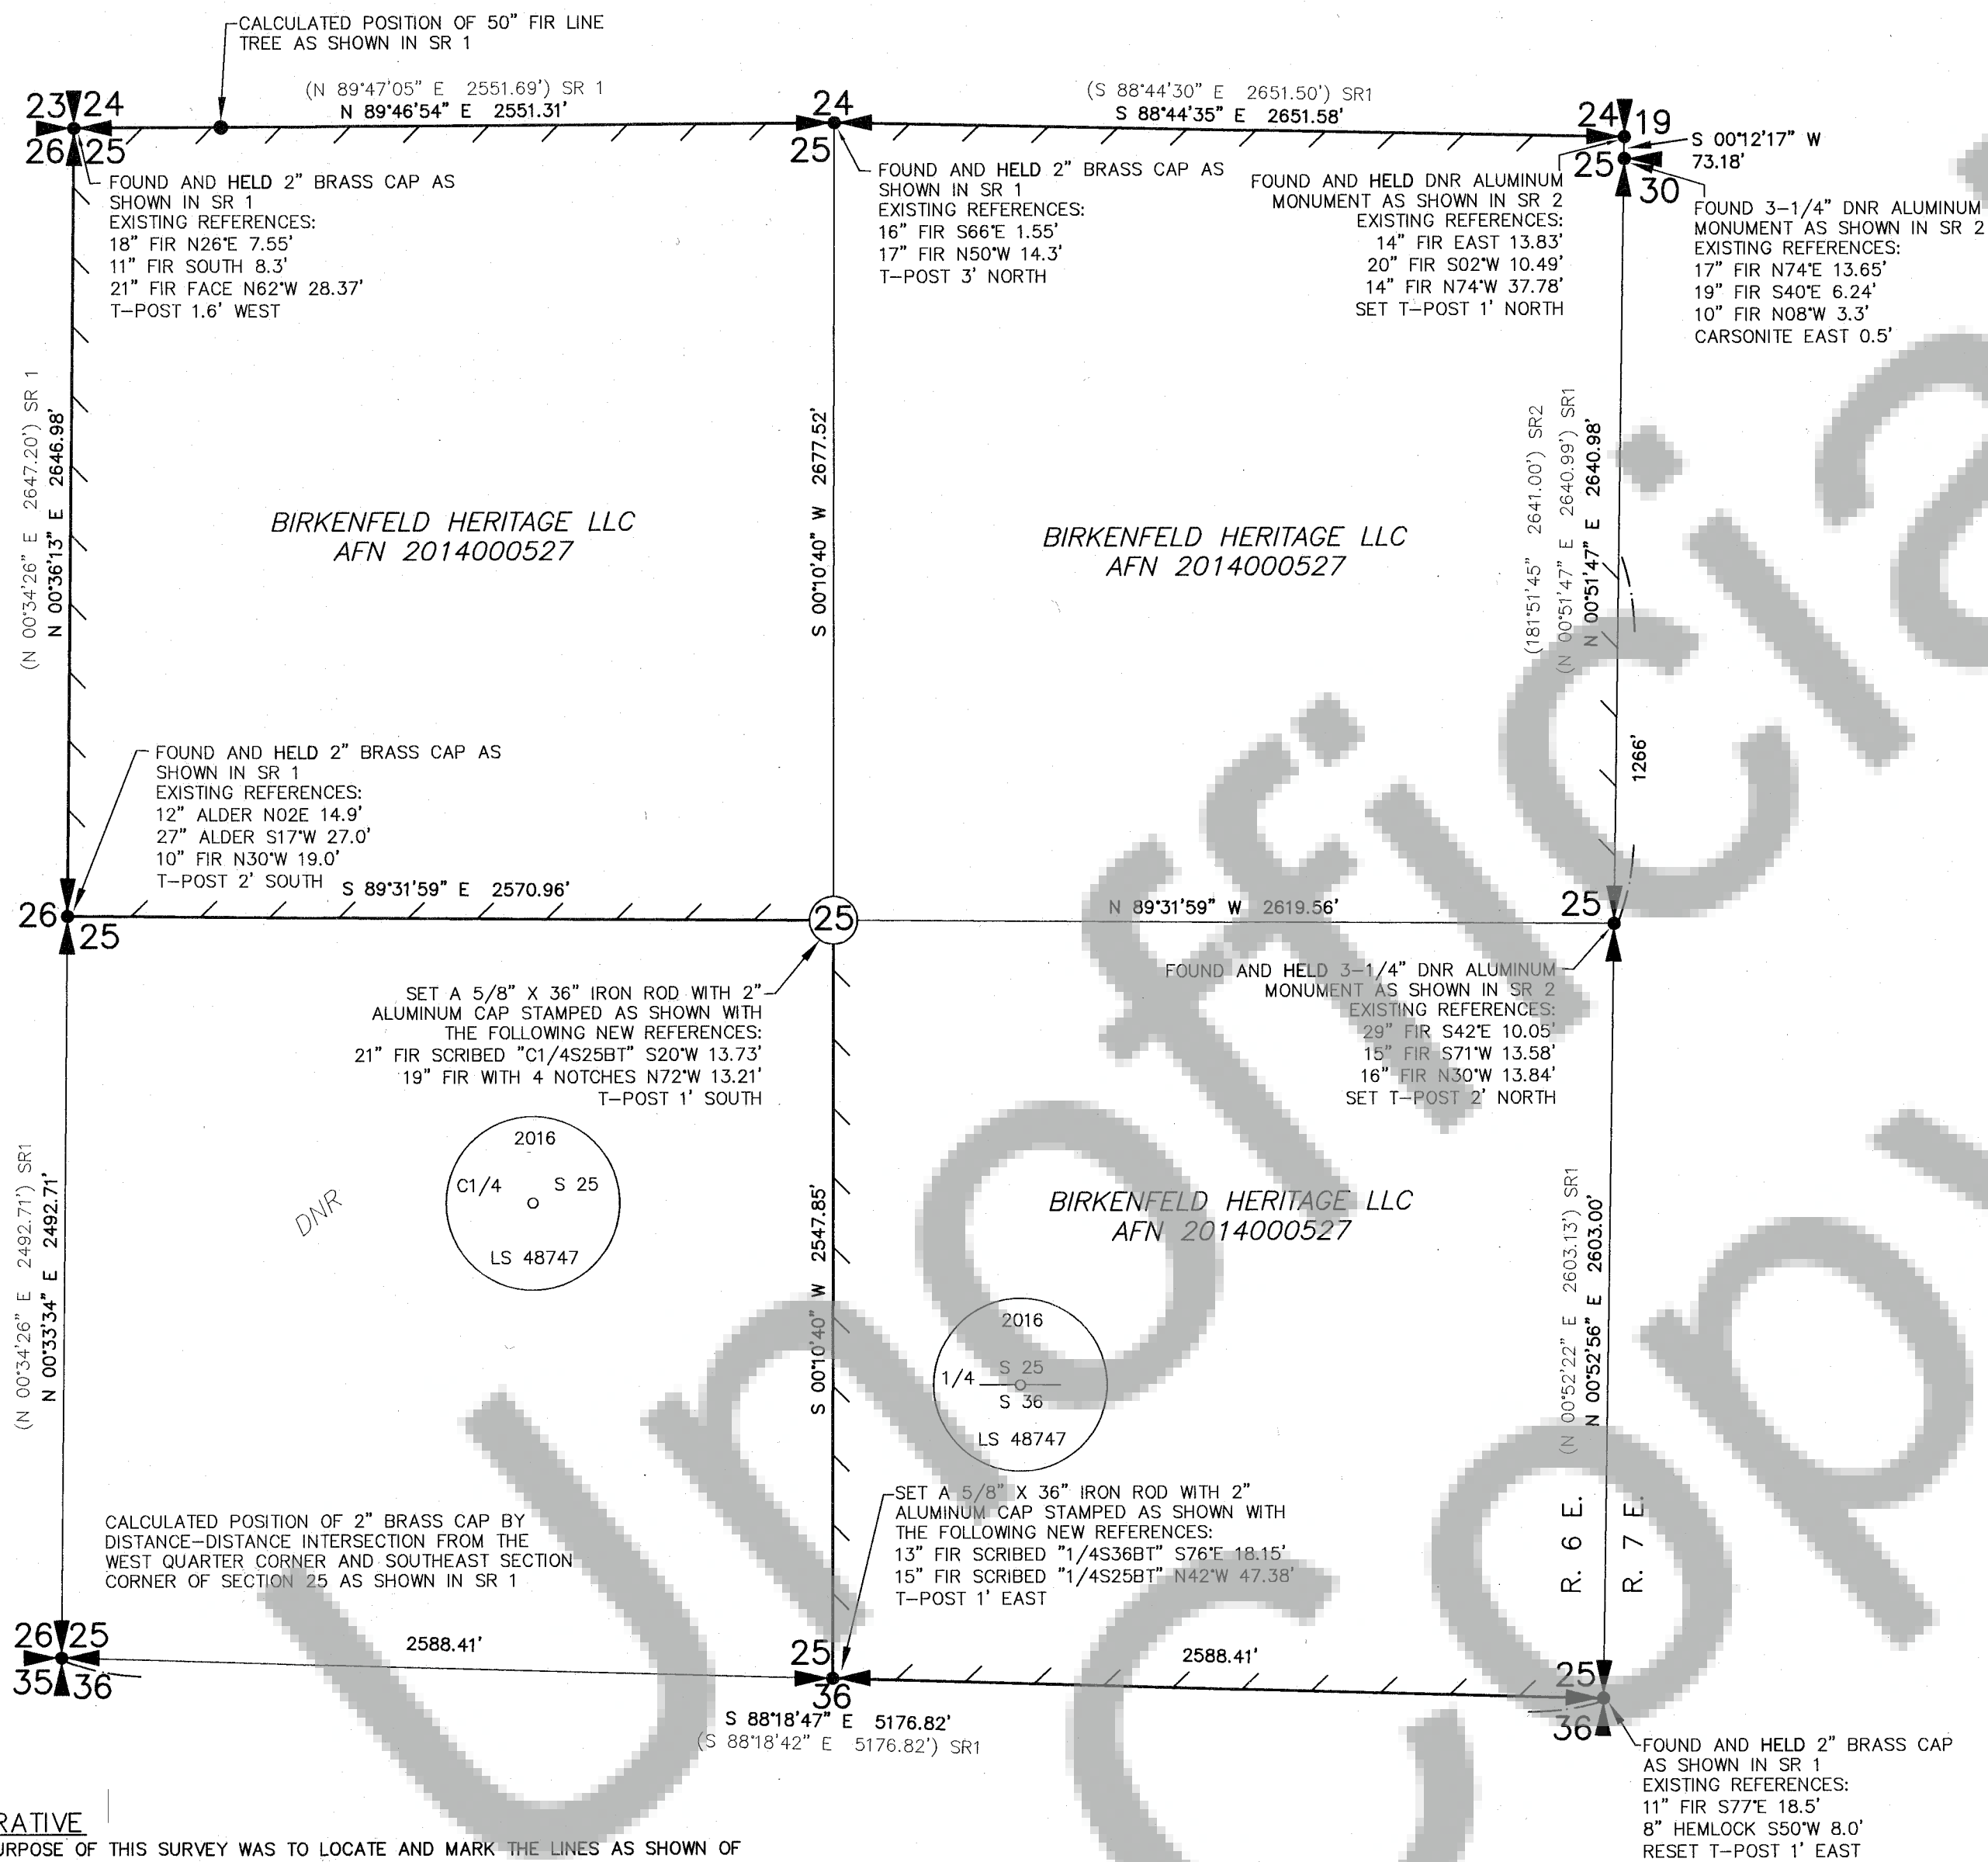 CALCULATED POSITION OF 50" FIR LINE
TREE AS SHOWN IN SR 1
(N 89°47'05" E 2551.69') SR 1
N 89°46'54" E 2551.31'
(S 88°44'30" E 2651.50') SR1
S 88°44'35" E 2651.58'
23 24
26 25
24
25
24 19
25
30
S 00°12'17" W
73.18'
FOUND AND HELD 2" BRASS CAP AS
SHOWN IN SR 1
EXISTING REFERENCES:
18" FIR N26°E 7.55'
11" FIR SOUTH 8.3'
21" FIR FACE N62°W 28.37'
T-POST 1.6' WEST
FOUND AND HELD 2" BRASS CAP AS
SHOWN IN SR 1
EXISTING REFERENCES:
16" FIR S66°E 1.55'
17" FIR N50°W 14.3'
T-POST 3' NORTH
FOUND AND HELD DNR ALUMINUM
MONUMENT AS SHOWN IN SR 2
EXISTING REFERENCES:
14" FIR EAST 13.83'
20" FIR S02°W 10.49'
14" FIR N74°W 37.78'
SET T-POST 1' NORTH
FOUND 3-1/4" DNR ALUMINUM
MONUMENT AS SHOWN IN SR 2
EXISTING REFERENCES:
17" FIR N74°E 13.65'
19" FIR S40°E 6.24'
10" FIR N08°W 3.3'
CARSONITE EAST 0.5'
(N 00°34'26" E 2647.20') SR 1
N 00°36'13" E 2646.98'
S 00°10'40" W 2677.52'
(181°51'45" 2641.00') SR2
(N 00°51'47" E 2640.99') SR1
N 00°51'47" E 2640.98'
1266'
BIRKENFELD HERITAGE LLC
AFN 2014000527
BIRKENFELD HERITAGE LLC
AFN 2014000527
FOUND AND HELD 2" BRASS CAP AS
SHOWN IN SR 1
EXISTING REFERENCES:
12" ALDER N02E 14.9'
27" ALDER S17°W 27.0'
10" FIR N30°W 19.0'
T-POST 2' SOUTH
S 89°31'59" E 2570.96'
N 89°31'59" W 2619.56'
26
25
25
25
SET A 5/8" X 36" IRON ROD WITH 2"
ALUMINUM CAP STAMPED AS SHOWN WITH
THE FOLLOWING NEW REFERENCES:
21" FIR SCRIBED "C1/4S25BT" S20°W 13.73'
19" FIR WITH 4 NOTCHES N72°W 13.21'
T-POST 1' SOUTH
FOUND AND HELD 3-1/4" DNR ALUMINUM
MONUMENT AS SHOWN IN SR 2
EXISTING REFERENCES:
29" FIR S42°E 10.05'
15" FIR S71°W 13.58'
16" FIR N30°W 13.84'
SET T-POST 2' NORTH
2016
C1/4 S 25
LS 48747
DNR
(N 00°34'26" E 2492.71') SR1
N 00°33'34" E 2492.71'
S 00°10'40" W 2547.85'
BIRKENFELD HERITAGE LLC
AFN 2014000527
2016
S 25
1/4
S 36
LS 48747
(N 00°52'22" E 2603.13') SR1
N 00°52'56" E 2603.00'
R. 6 E.
R. 7 E.
CALCULATED POSITION OF 2" BRASS CAP BY
DISTANCE-DISTANCE INTERSECTION FROM THE
WEST QUARTER CORNER AND SOUTHEAST SECTION
CORNER OF SECTION 25 AS SHOWN IN SR 1
SET A 5/8" X 36" IRON ROD WITH 2"
ALUMINUM CAP STAMPED AS SHOWN WITH
THE FOLLOWING NEW REFERENCES:
13" FIR SCRIBED "1/4S36BT" S76°E 18.15'
15" FIR SCRIBED "1/4S25BT" N42°W 47.38'
T-POST 1' EAST
26 25
35 36
2588.41'
25
36
2588.41'
25
36
S 88°18'47" E 5176.82'
(S 88°18'42" E 5176.82') SR1
FOUND AND HELD 2" BRASS CAP
AS SHOWN IN SR 1
EXISTING REFERENCES:
11" FIR S77°E 18.5'
8" HEMLOCK S50°W 8.0'
RESET T-POST 1' EAST
RATIVE
URPOSE OF THIS SURVEY WAS TO LOCATE AND MARK THE LINES AS SHOWN OF
Unofficia
Cop